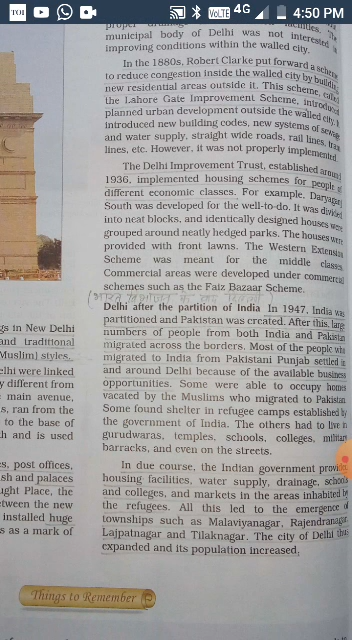 TOI
VoLTE 4G 4:50 PM
proper
municipal body of Delhi was not interested in
improving conditions within the walled city.
In the 1880s, Robert Clarke put forward a scheme
to reduce congestion inside the walled city by building
new residential areas outside it. This scheme, called
the Lahore Gate Improvement Scheme, introduced
planned urban development outside the walled city. I
introduced new building codes, new systems of sewage
and water supply, straight wide roads, rail lines, tram
lines, etc. However, it was not properly implemented.
The Delhi Improvement Trust, established around
1936, implemented housing schemes for people of
different economic classes. For example, Daryaganj
South was developed for the well-to-do. It was divided
into neat blocks, and identically designed houses were
grouped around neatly hedged parks. The houses were
provided with front lawns. The Western Extension
Scheme was meant for the middle classes.
Commercial areas were developed under commercial
schemes such as the Faiz Bazaar Scheme.
Delhi after the partition of India In 1947, India was
partitioned and Pakistan was created. After this, large
numbers of people from both India and Pakistan
migrated across the borders. Most of the people who
migrated to India from Pakistani Punjab settled in
and around Delhi because of the available business
opportunities. Some were able to occupy homes
vacated by the Muslims who migrated to Pakistan.
Some found shelter in refugee camps established by
the government of India. The others had to live in
gurudwaras, temples, schools, colleges, military
barracks, and even on the streets.
In due course, the Indian government provided
housing facilities, water supply, drainage, schools
and colleges, and markets in the areas inhabited by
the refugees. All this led to the emergence of
townships such as Malaviyanagar, Rajendranagar,
Lajpatnagar and Tilaknagar. The city of Delhi thus
expanded and its population increased.
gs in New Delhi
and traditional
Muslim) styles.
elhi were linked
y different from
main avenue,
s, ran from the
to the base of
h and is used
es, post offices,
sh and palaces
ught Place, the
etween the new
installed huge
s as a mark of
Things to Remember